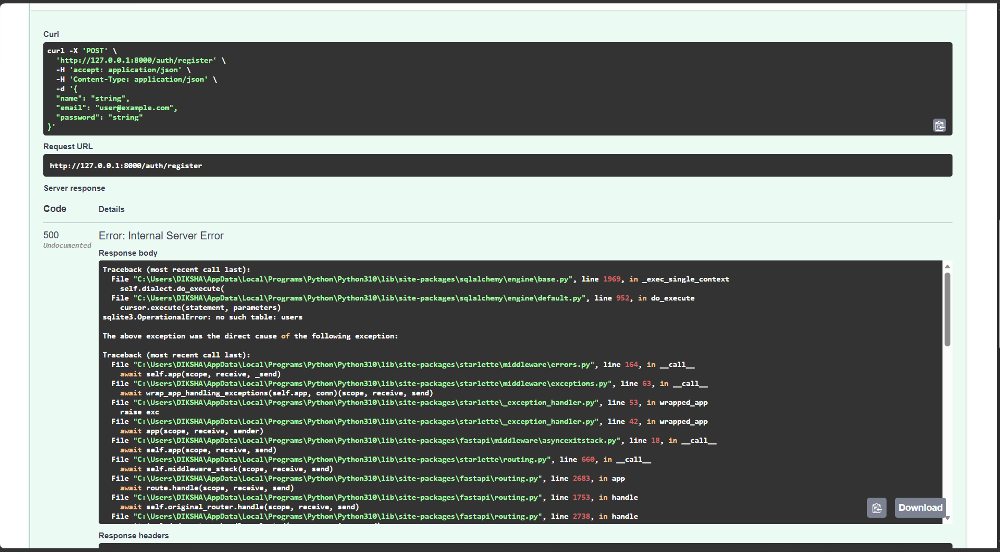 Curl
curl -X 'POST' \
  'http://127.0.0.1:8000/auth/register' \
  -H 'accept: application/json' \
  -H 'Content-Type: application/json' \
  -d '{
  "name": "string",
  "email": "user@example.com",
  "password": "string"
}'
Request URL
http://127.0.0.1:8000/auth/register
Server response
Code Details
500 Error: Internal Server Error
Undocumented
Response body
Traceback (most recent call last):
  File "C:\Users\DIKSHA\AppData\Local\Programs\Python\Python310\lib\site-packages\sqlalchemy\engine\base.py", line 1969, in _exec_single_context
    self.dialect.do_execute(
  File "C:\Users\DIKSHA\AppData\Local\Programs\Python\Python310\lib\site-packages\sqlalchemy\engine\default.py", line 952, in do_execute
    cursor.execute(statement, parameters)
sqlite3.OperationalError: no such table: users
The above exception was the direct cause of the following exception:
Traceback (most recent call last):
  File "C:\Users\DIKSHA\AppData\Local\Programs\Python\Python310\lib\site-packages\starlette\middleware\errors.py", line 164, in __call__
    await self.app(scope, receive, _send)
  File "C:\Users\DIKSHA\AppData\Local\Programs\Python\Python310\lib\site-packages\starlette\middleware\exceptions.py", line 63, in __call__
    await wrap_app_handling_exceptions(self.app, conn)(scope, receive, send)
  File "C:\Users\DIKSHA\AppData\Local\Programs\Python\Python310\lib\site-packages\starlette\_exception_handler.py", line 53, in wrapped_app
    raise exc
  File "C:\Users\DIKSHA\AppData\Local\Programs\Python\Python310\lib\site-packages\starlette\_exception_handler.py", line 42, in wrapped_app
    await app(scope, receive, sender)
  File "C:\Users\DIKSHA\AppData\Local\Programs\Python\Python310\lib\site-packages\fastapi\middleware\asyncexitstack.py", line 18, in __call__
    await self.app(scope, receive, send)
  File "C:\Users\DIKSHA\AppData\Local\Programs\Python\Python310\lib\site-packages\starlette\routing.py", line 660, in __call__
    await self.middleware_stack(scope, receive, send)
  File "C:\Users\DIKSHA\AppData\Local\Programs\Python\Python310\lib\site-packages\fastapi\routing.py", line 2683, in app
    await route.handle(scope, receive, send)
  File "C:\Users\DIKSHA\AppData\Local\Programs\Python\Python310\lib\site-packages\fastapi\routing.py", line 1753, in handle
    await self.original_router.handle(scope, receive, send)
  File "C:\Users\DIKSHA\AppData\Local\Programs\Python\Python310\lib\site-packages\fastapi\routing.py", line 2738, in handle
Download
Response headers